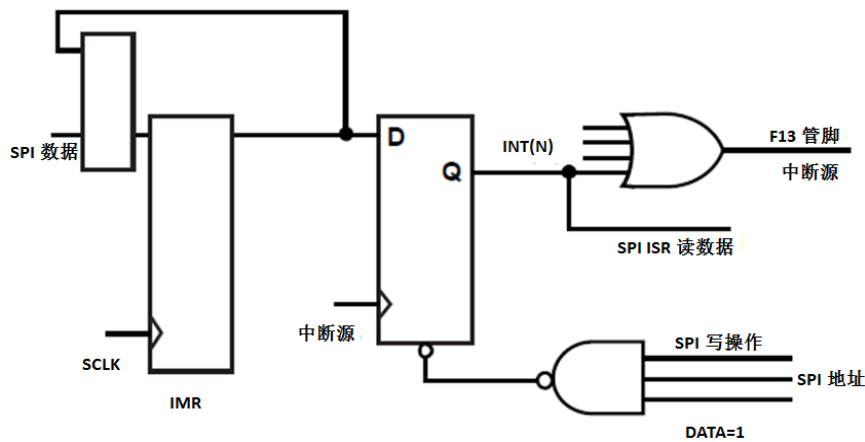 SPI 数据
SCLK
IMR
D
Q
中断源
INT(N)
F13 管脚
中断源
SPI ISR 读数据
SPI 写操作
SPI 地址
DATA=1